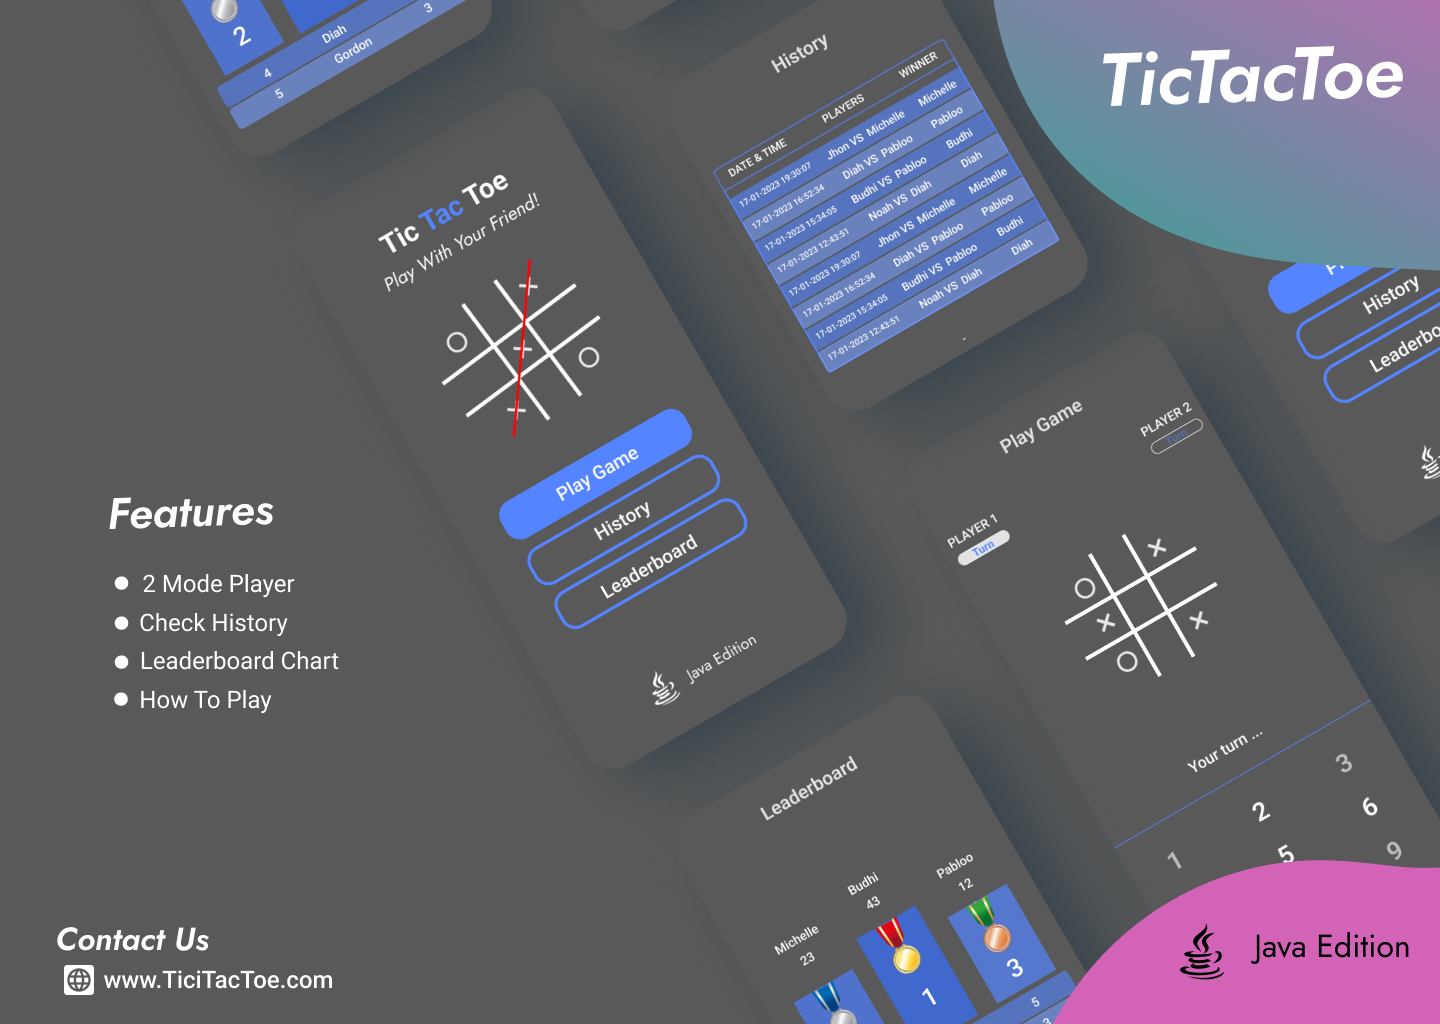 TicTacToe
2
4 Diah 3
5 Gordon
Tic Tac Toe
Play With Your Friend!
Play Game
History
Leaderboard
Java Edition
History
DATE & TIME PLAYERS WINNER
17-01-2023 19:30:07 Jhon VS Michelle Michelle
17-01-2023 16:52:34 Diah VS Pabloo Pabloo
17-01-2023 15:34:05 Budhi VS Pabloo Budhi
17-01-2023 12:43:51 Noah VS Diah Diah
17-01-2023 19:30:07 Jhon VS Michelle Michelle
17-01-2023 16:52:34 Diah VS Pabloo Pabloo
17-01-2023 15:34:05 Budhi VS Pabloo Budhi
17-01-2023 12:43:51 Noah VS Diah Diah
History
Play Game
PLAYER 2
Turn
PLAYER 1
Turn
Your turn ...
1 2 3
5 6
9
Leaderboard
Michelle
23
Budhi
43
Pabloo
12
1
3
5
Features
2 Mode Player
Check History
Leaderboard Chart
How To Play
Contact Us
www.TiciTacToe.com
Java Edition